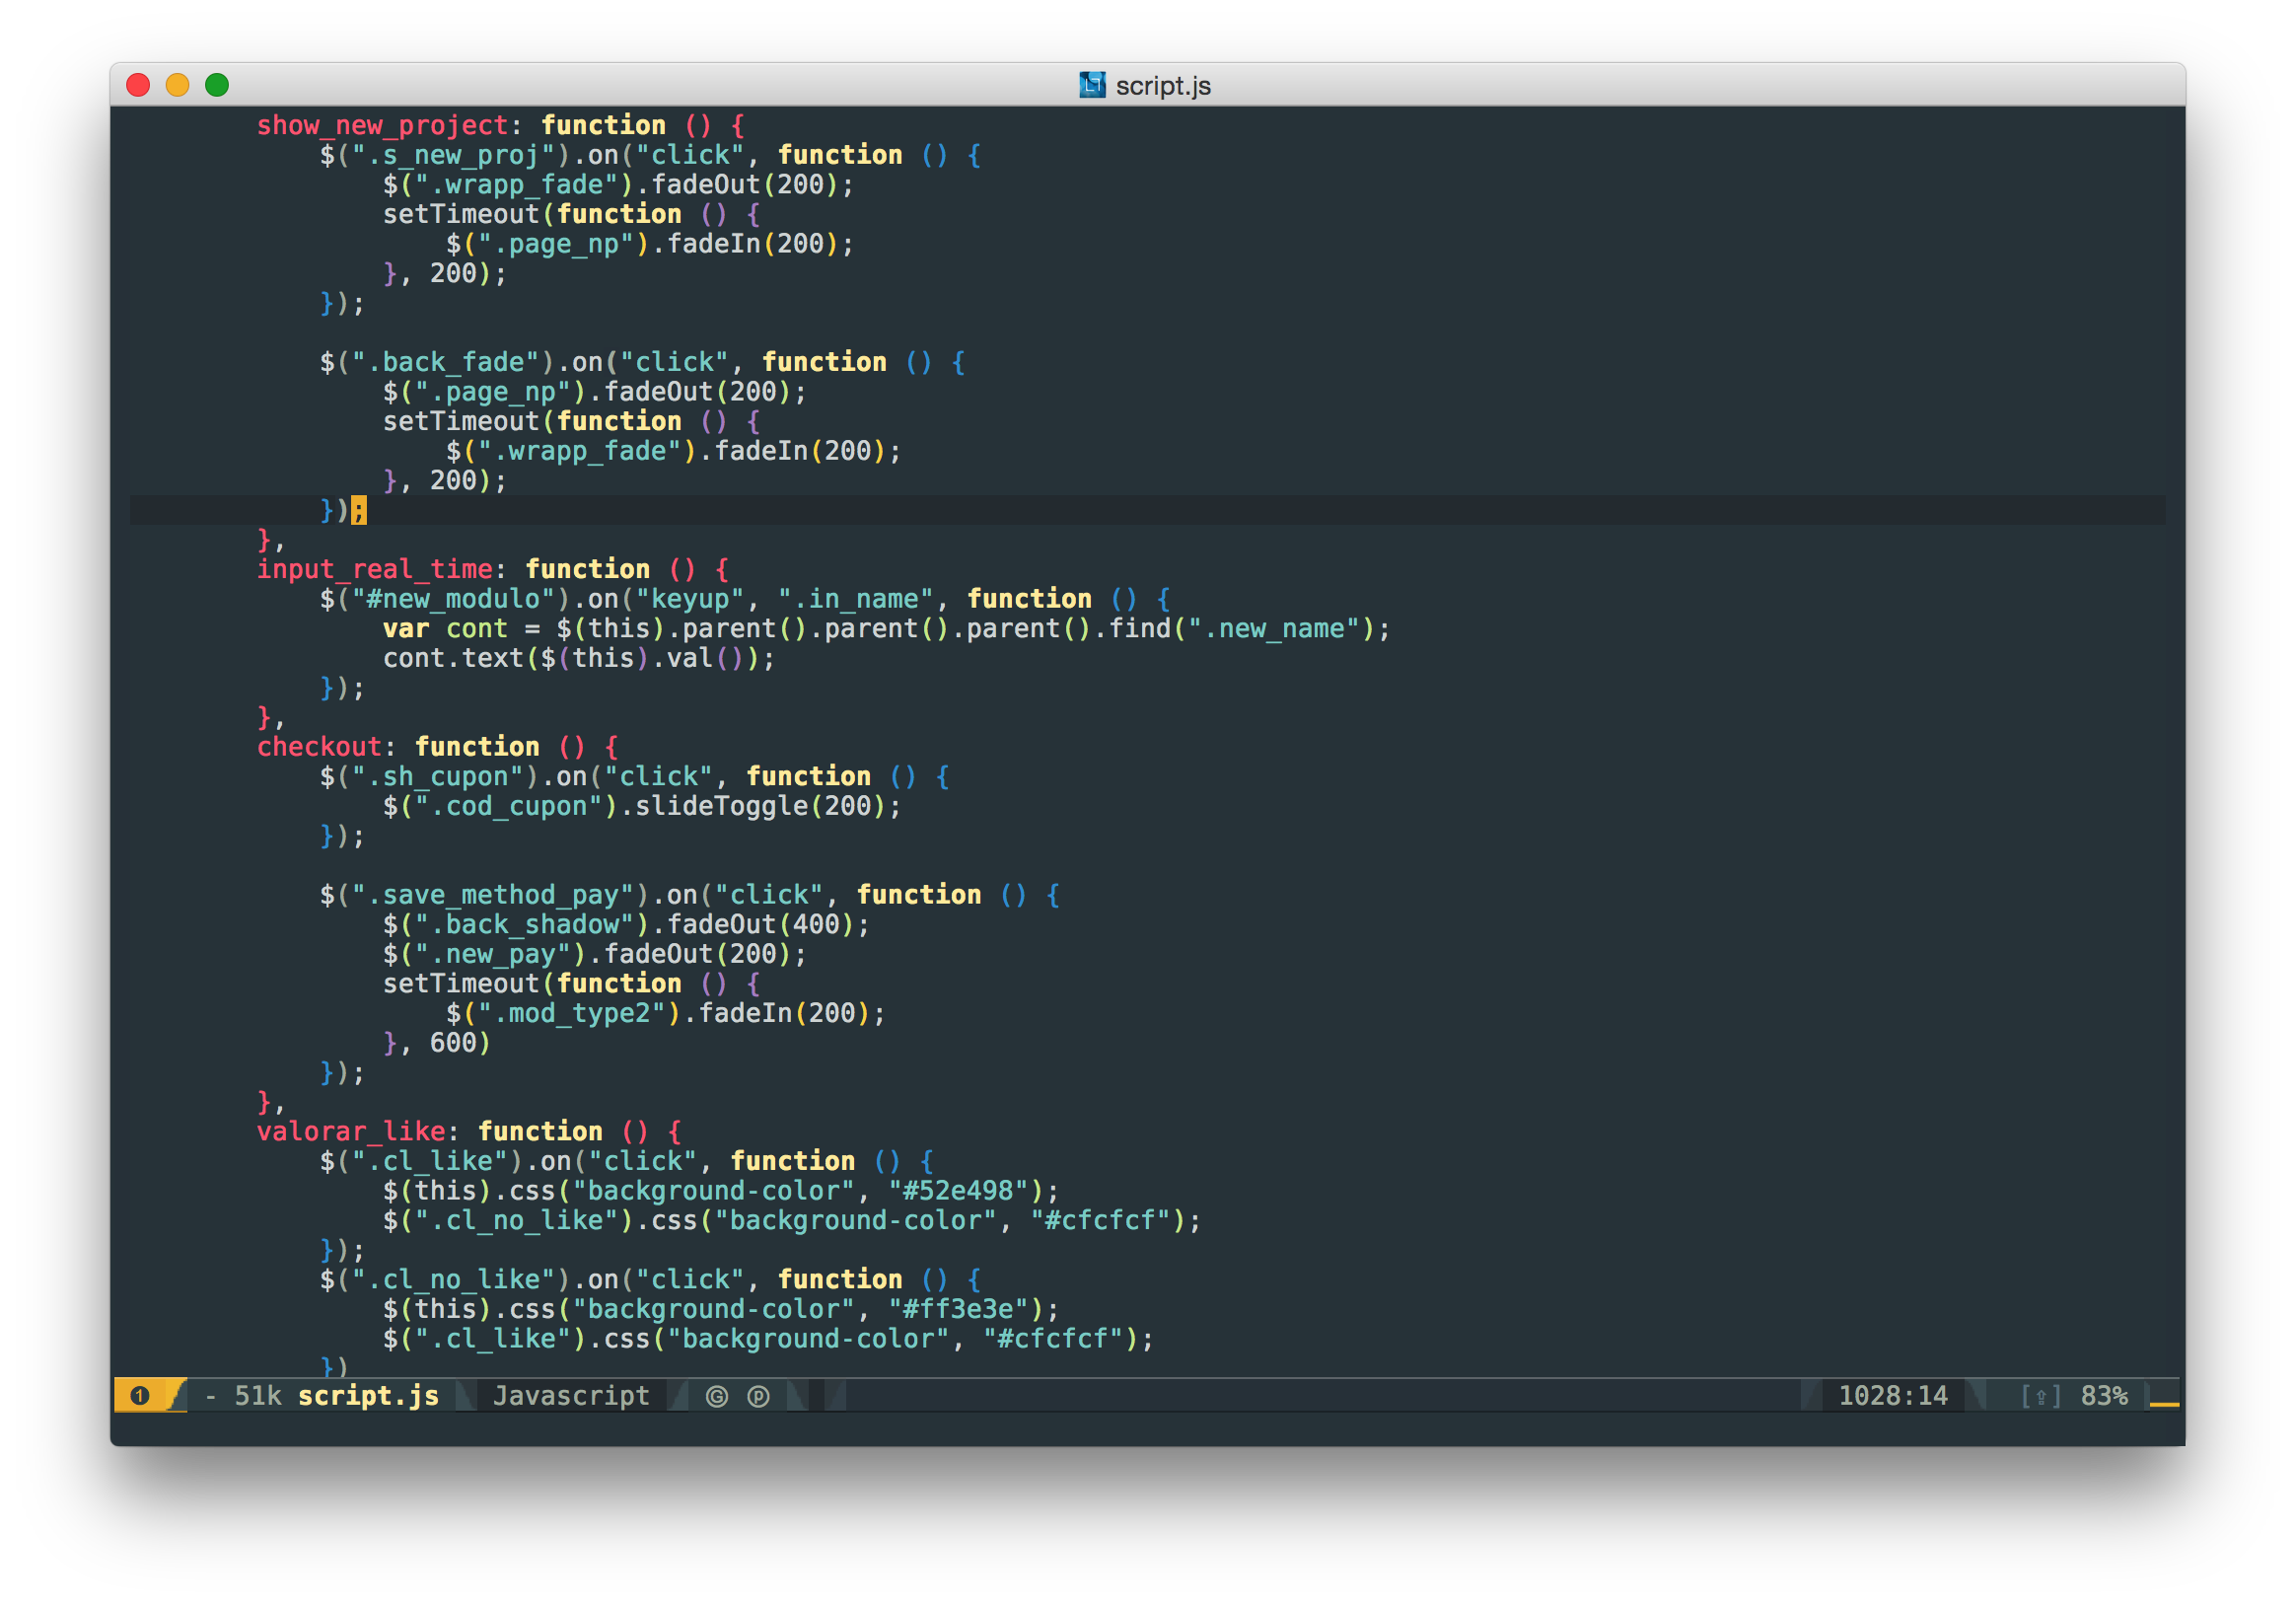 script.js
show_new_project: function () {
    $(".s_new_proj").on("click", function () {
        $(".wrapp_fade").fadeOut(200);
        setTimeout(function () {
            $(".page_np").fadeIn(200);
        }, 200);
    });

    $(".back_fade").on("click", function () {
        $(".page_np").fadeOut(200);
        setTimeout(function () {
            $(".wrapp_fade").fadeIn(200);
        }, 200);
    });
},
input_real_time: function () {
    $("#new_modulo").on("keyup", ".in_name", function () {
        var cont = $(this).parent().parent().parent().find(".new_name");
        cont.text($(this).val());
    });
},
checkout: function () {
    $(".sh_cupon").on("click", function () {
        $(".cod_cupon").slideToggle(200);
    });

    $(".save_method_pay").on("click", function () {
        $(".back_shadow").fadeOut(400);
        $(".new_pay").fadeOut(200);
        setTimeout(function () {
            $(".mod_type2").fadeIn(200);
        }, 600)
    });
},
valorar_like: function () {
    $(".cl_like").on("click", function () {
        $(this).css("background-color", "#52e498");
        $(".cl_no_like").css("background-color", "#cfcfcf");
    });
    $(".cl_no_like").on("click", function () {
        $(this).css("background-color", "#ff3e3e");
        $(".cl_like").css("background-color", "#cfcfcf");
    })
❶ - 51k script.js Javascript Ⓖ ⓟ 1028:14 [⇪] 83%